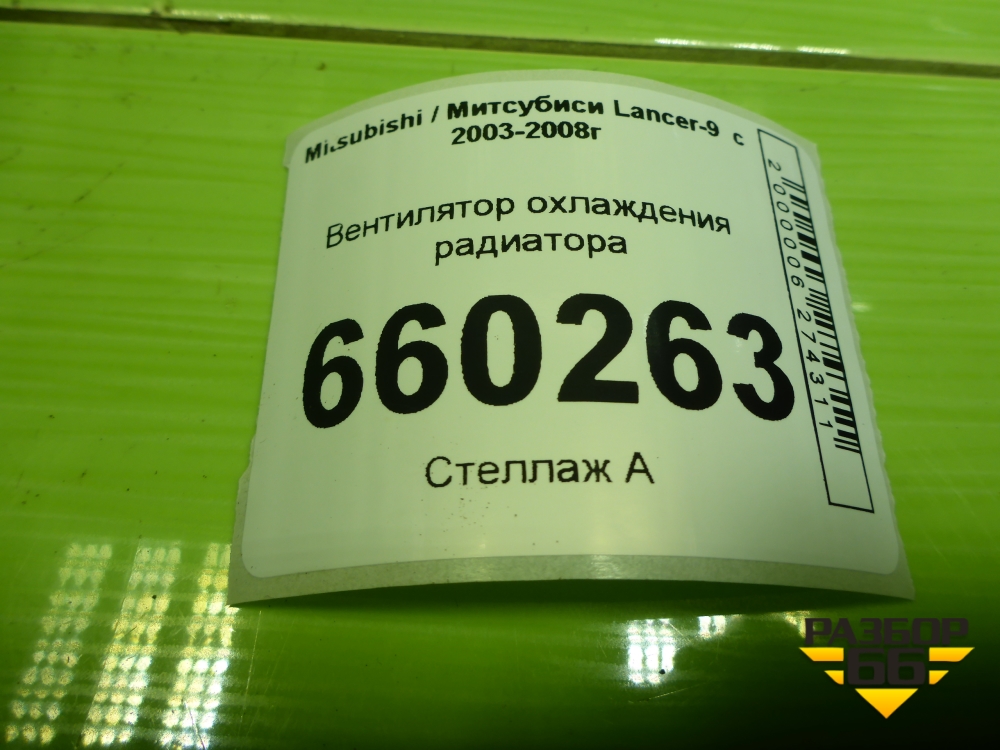 Mitsubishi / Митсубиси Lancer-9 с
2003-2008г
Вентилятор охлаждения
радиатора
660263
Стеллаж А
2000006274311
РАЗБОР
66